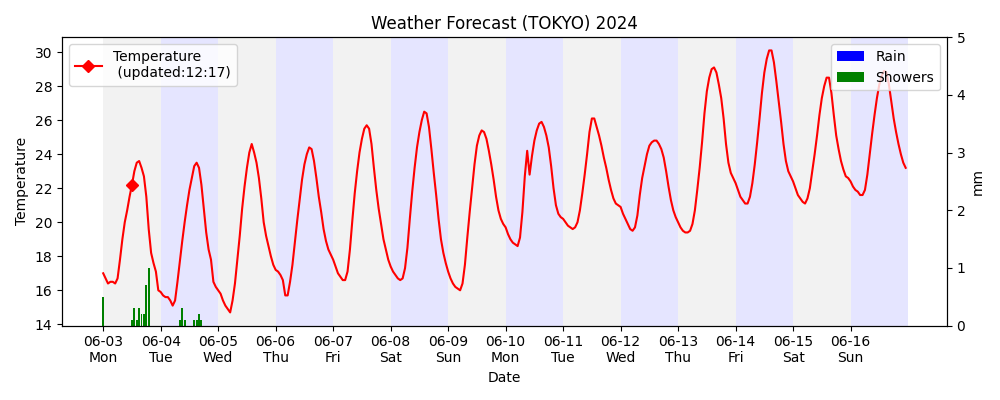 Weather Forecast (TOKYO) 2024
Temperature
(updated:12:17)
Rain
Showers
Temperature
30
28
26
24
22
20
18
16
14
5
4
3
2
1
0
mm
06-03 06-04 06-05 06-06 06-07 06-08 06-09 06-10 06-11 06-12 06-13 06-14 06-15 06-16
Mon Tue Wed Thu Fri Sat Sun Mon Tue Wed Thu Fri Sat Sun
Date